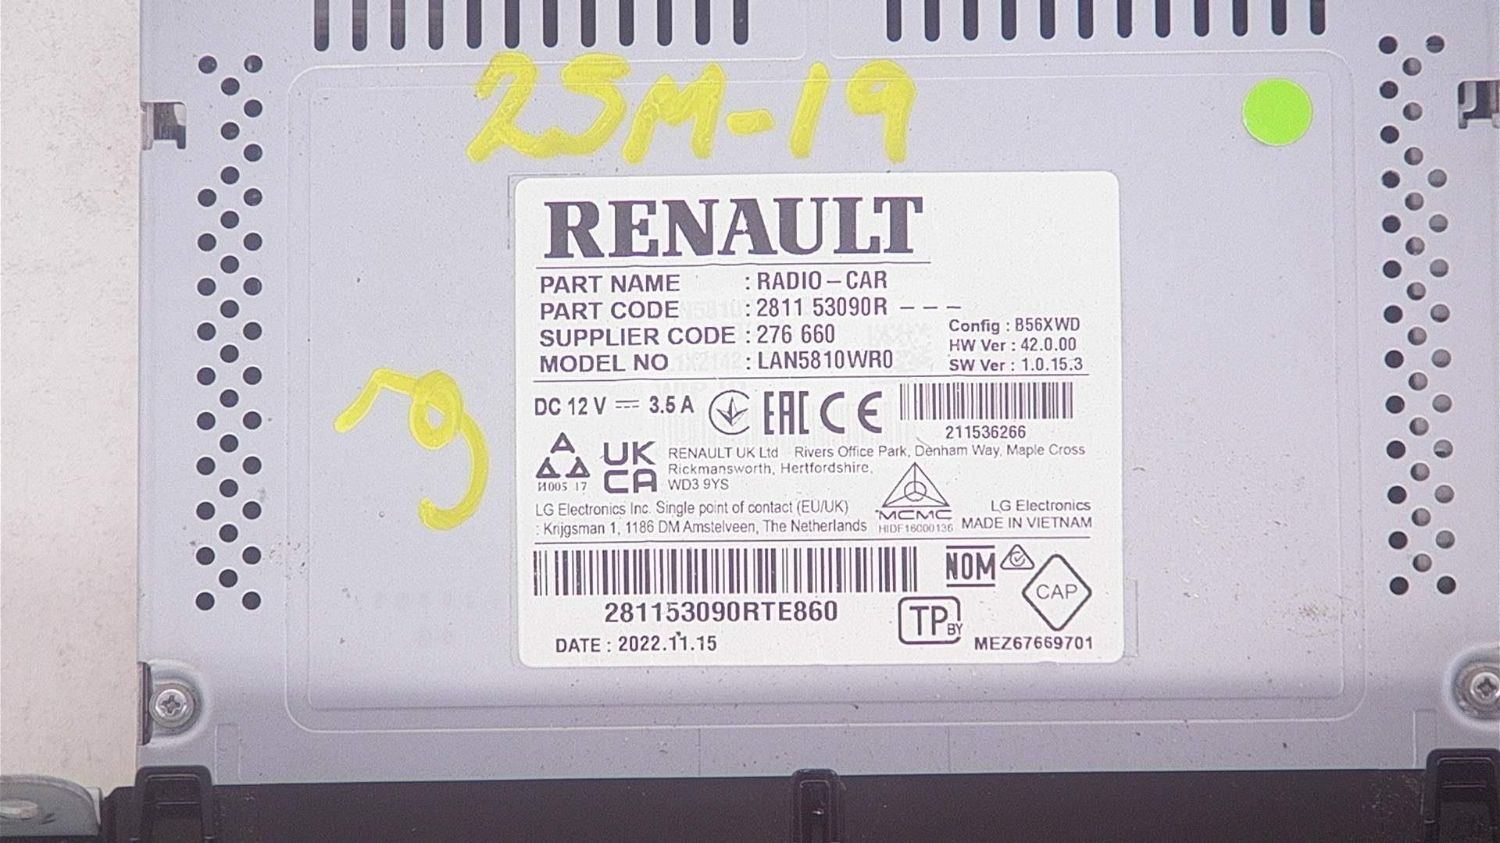 2SM-19
RENAULT
PART NAME : RADIO – CAR
PART CODE : 2811 53090R – – –
SUPPLIER CODE : 276 660
MODEL NO : LAN5810WR0
Config : B56XWD
HW Ver : 42.0.00
SW Ver : 1.0.15.3
DC 12 V ⎓ 3.5 A
EAC CE
211536266
UK
CA
RENAULT UK Ltd Rivers Office Park, Denham Way, Maple Cross
Rickmansworth, Hertfordshire,
WD3 9YS
И005 17
LG Electronics Inc. Single point of contact (EU/UK)
: Krijgsman 1, 1186 DM Amstelveen, The Netherlands
MCMC
HIDF16000136
LG Electronics
MADE IN VIETNAM
281153090RTE860
NOM
CAP
TP BY
DATE : 2022.11.15
MEZ67669701